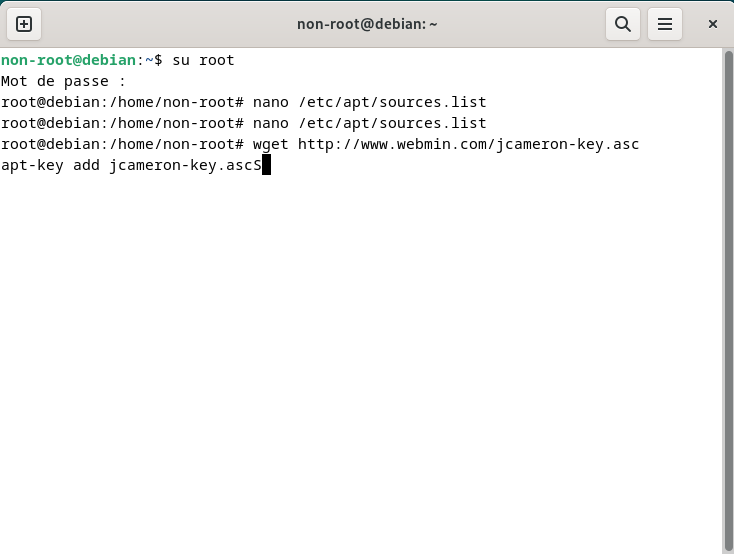 non-root@debian: ~
non-root@debian:~$ su root
Mot de passe :
root@debian:/home/non-root# nano /etc/apt/sources.list
root@debian:/home/non-root# nano /etc/apt/sources.list
root@debian:/home/non-root# wget http://www.webmin.com/jcameron-key.asc
apt-key add jcameron-key.ascS